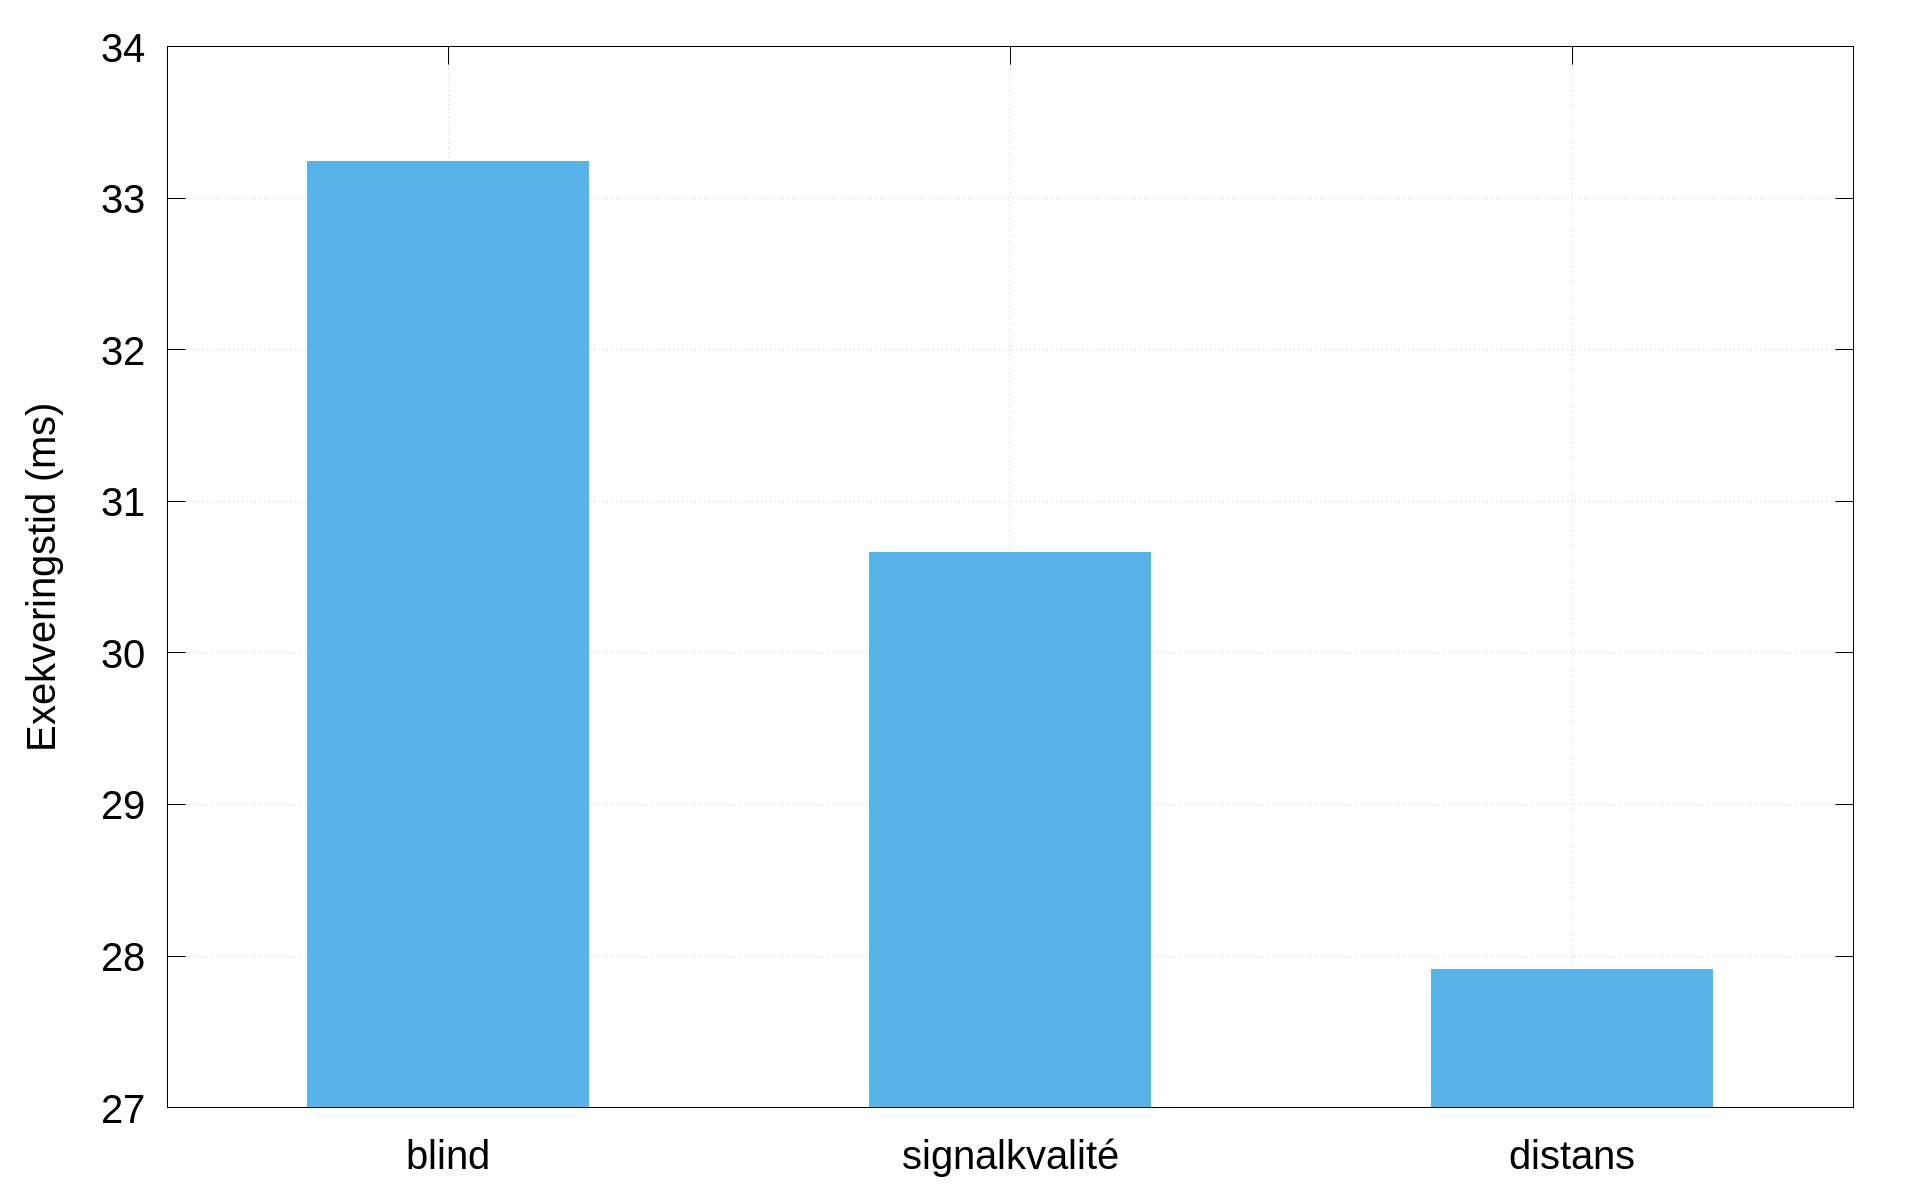 34
33
32
31
30
29
28
27
Exekveringstid (ms)
blind
signalkvalité
distans